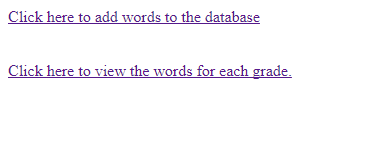 Click here to add words to the database
Click here to view the words for each grade.